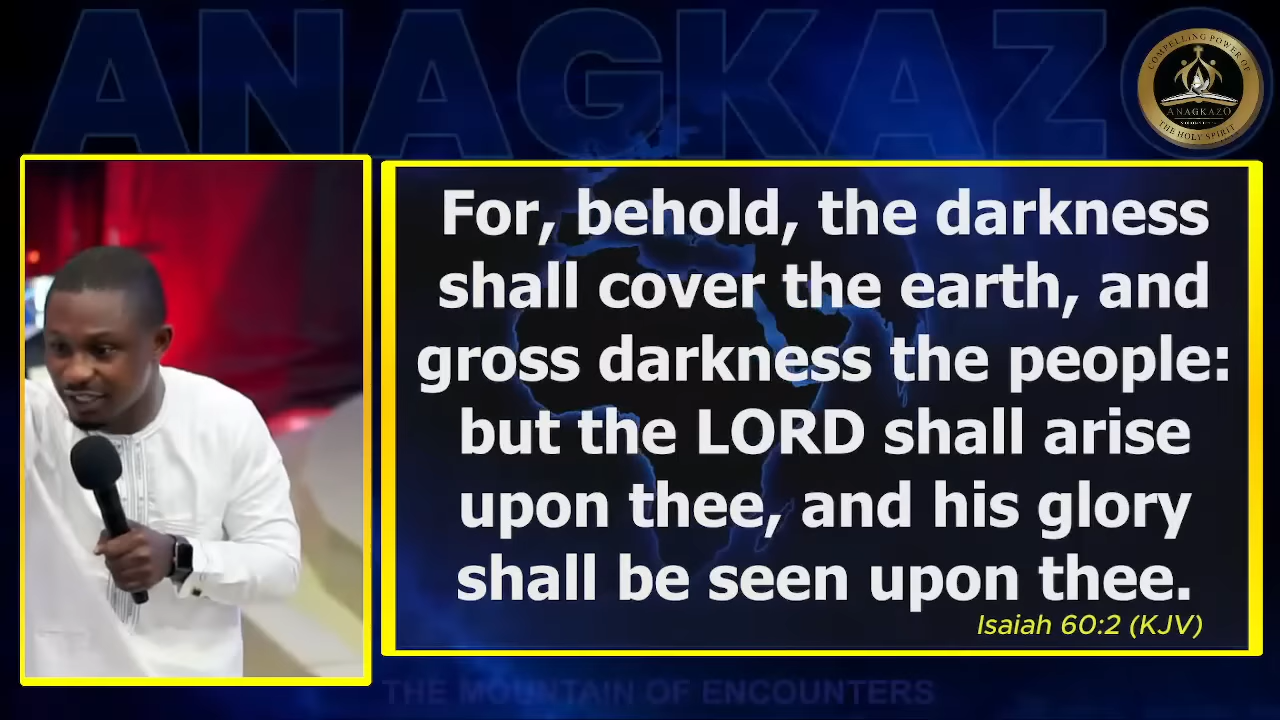 ANAGKAZO
COMPELLING POWER OF
ANAGKAZO
THE HOLY SPIRIT
For, behold, the darkness
shall cover the earth, and
gross darkness the people:
but the LORD shall arise
upon thee, and his glory
shall be seen upon thee.
Isaiah 60:2 (KJV)
THE MOUNTAIN OF ENCOUNTERS